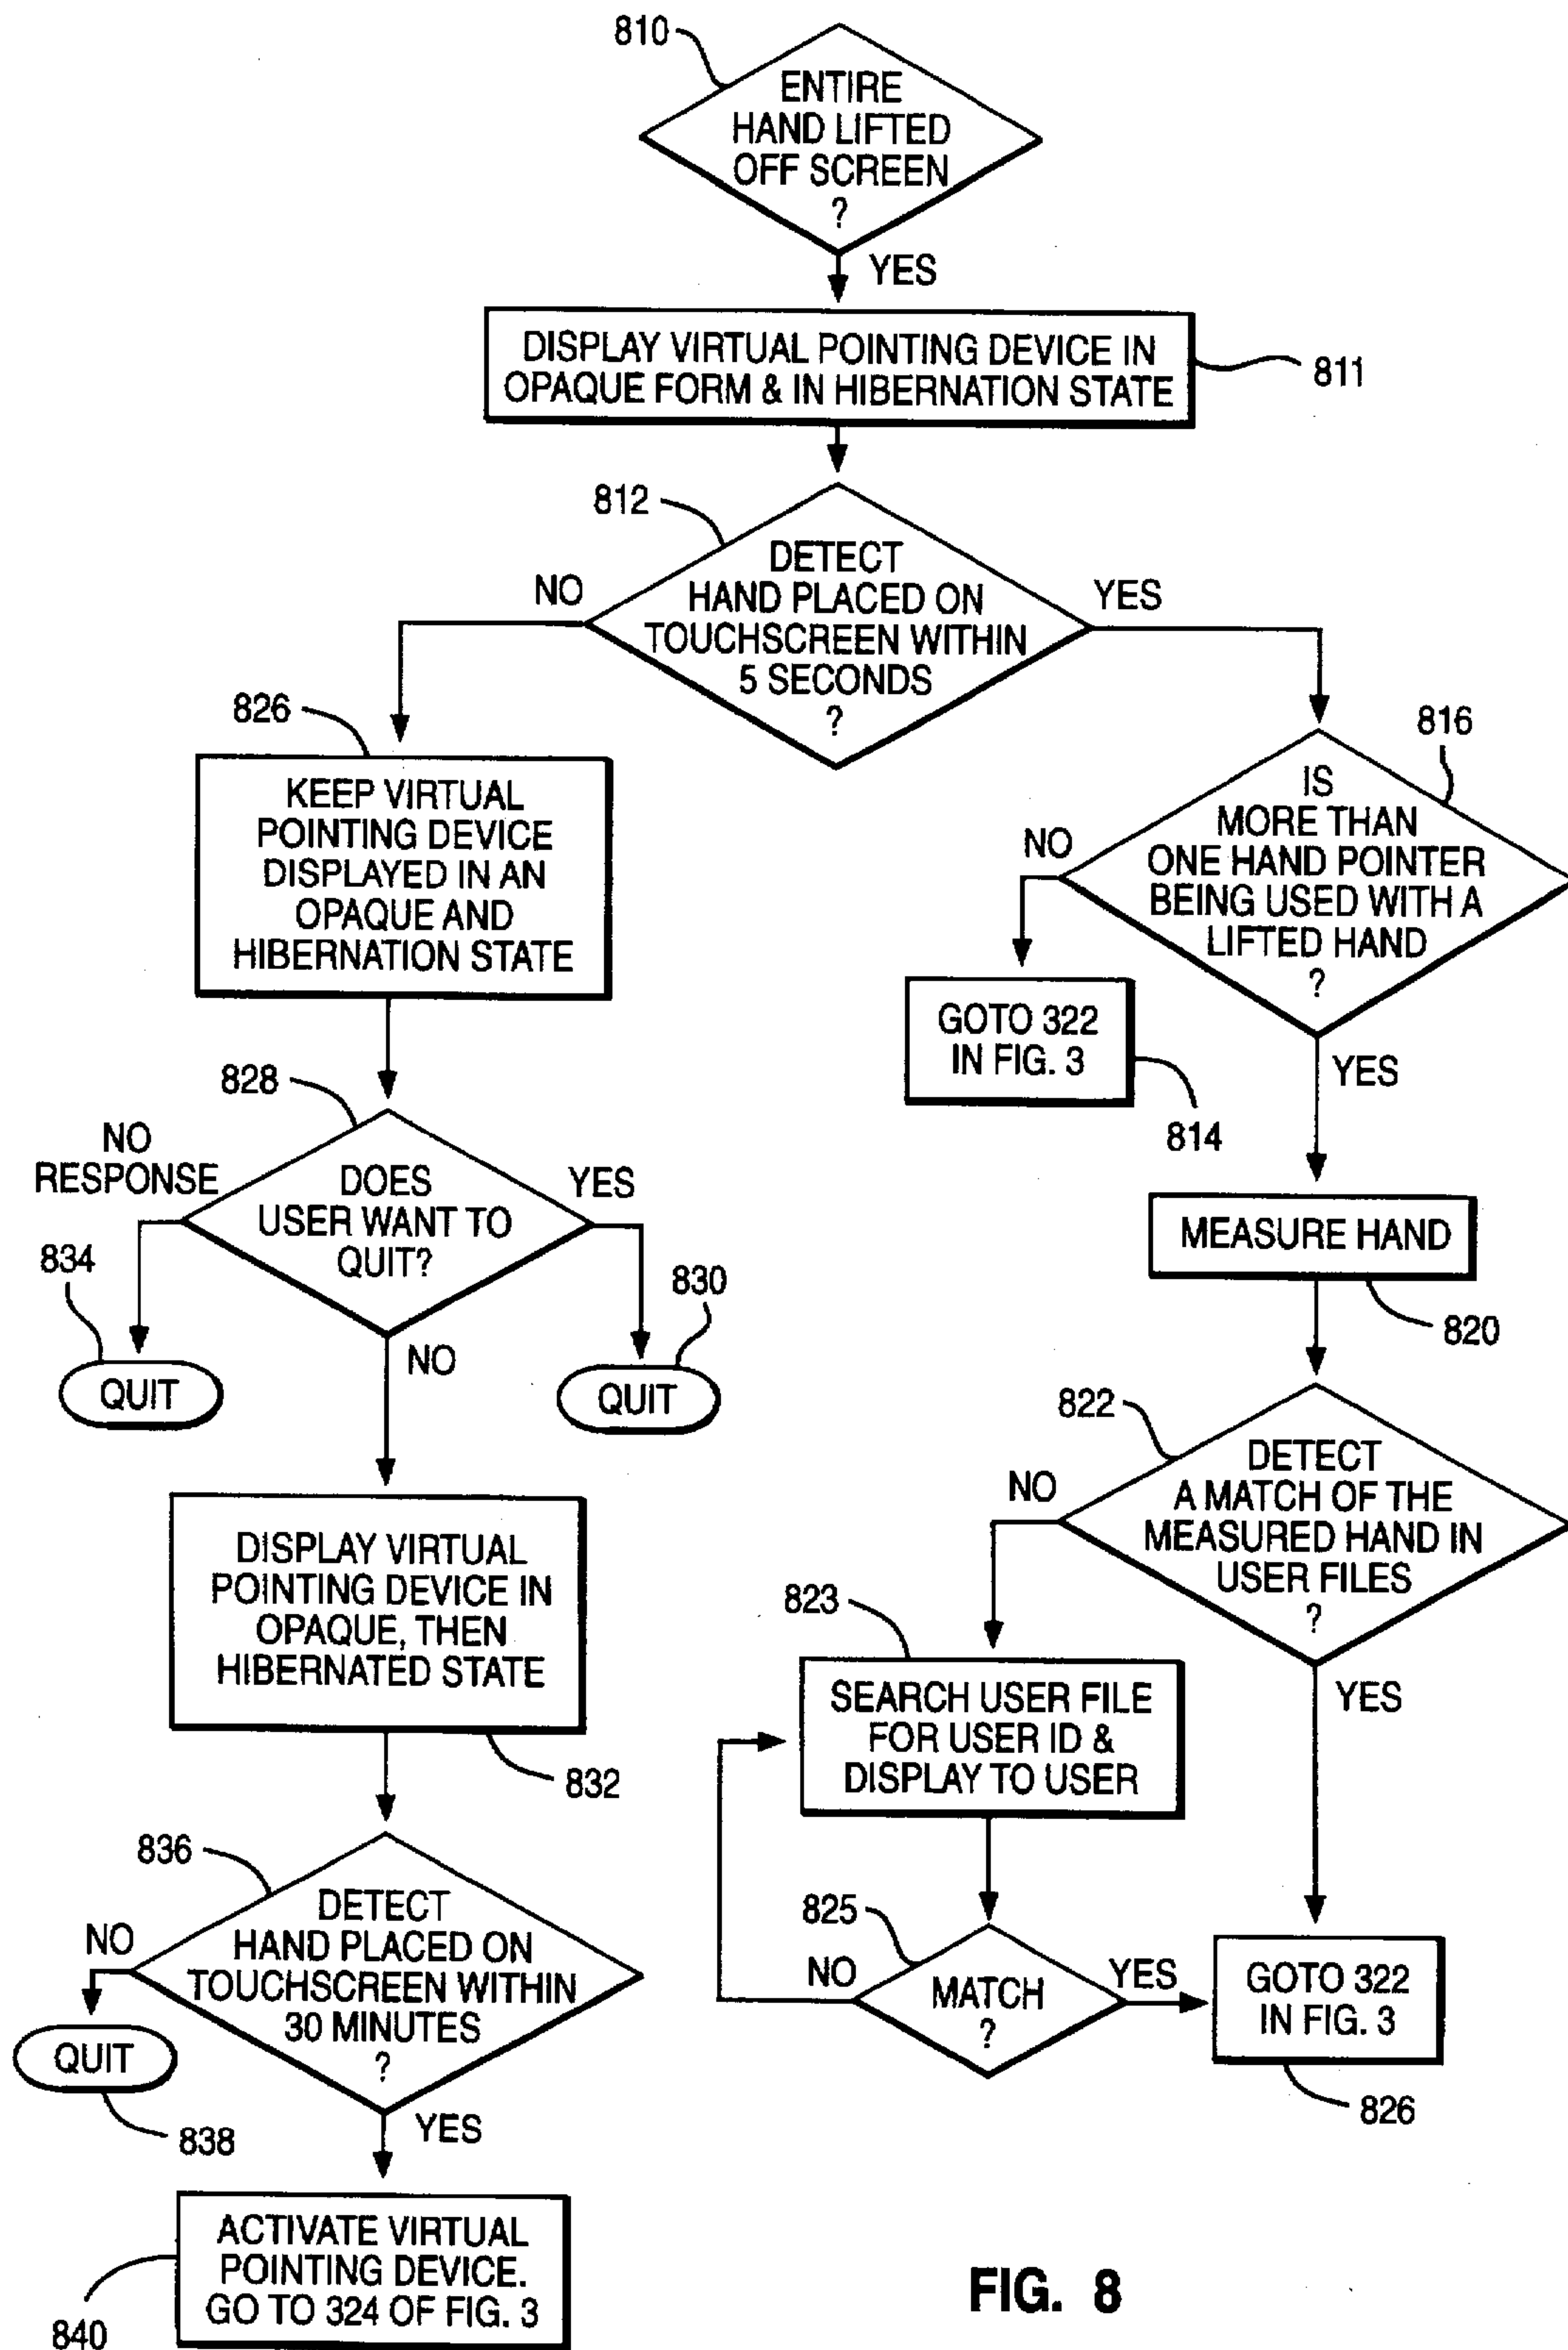 810
ENTIRE
HAND LIFTED
OFF SCREEN
?
YES
DISPLAY VIRTUAL POINTING DEVICE IN
OPAQUE FORM & IN HIBERNATION STATE
811
812
DETECT
HAND PLACED ON
TOUCHSCREEN WITHIN
5 SECONDS
?
NO
YES
826
KEEP VIRTUAL
POINTING DEVICE
DISPLAYED IN AN
OPAQUE AND
HIBERNATION STATE
816
IS
MORE THAN
ONE HAND POINTER
BEING USED WITH A
LIFTED HAND
?
NO
YES
GOTO 322
IN FIG. 3
814
828
DOES
USER WANT TO
QUIT?
NO
RESPONSE
YES
NO
834
QUIT
830
QUIT
MEASURE HAND
820
822
DETECT
A MATCH OF THE
MEASURED HAND IN
USER FILES
?
NO
YES
DISPLAY VIRTUAL
POINTING DEVICE IN
OPAQUE, THEN
HIBERNATED STATE
832
823
SEARCH USER FILE
FOR USER ID &
DISPLAY TO USER
836
DETECT
HAND PLACED ON
TOUCHSCREEN WITHIN
30 MINUTES
?
NO
YES
QUIT
838
825
MATCH
?
NO
YES
GOTO 322
IN FIG. 3
826
ACTIVATE VIRTUAL
POINTING DEVICE.
GO TO 324 OF FIG. 3
840
FIG. 8